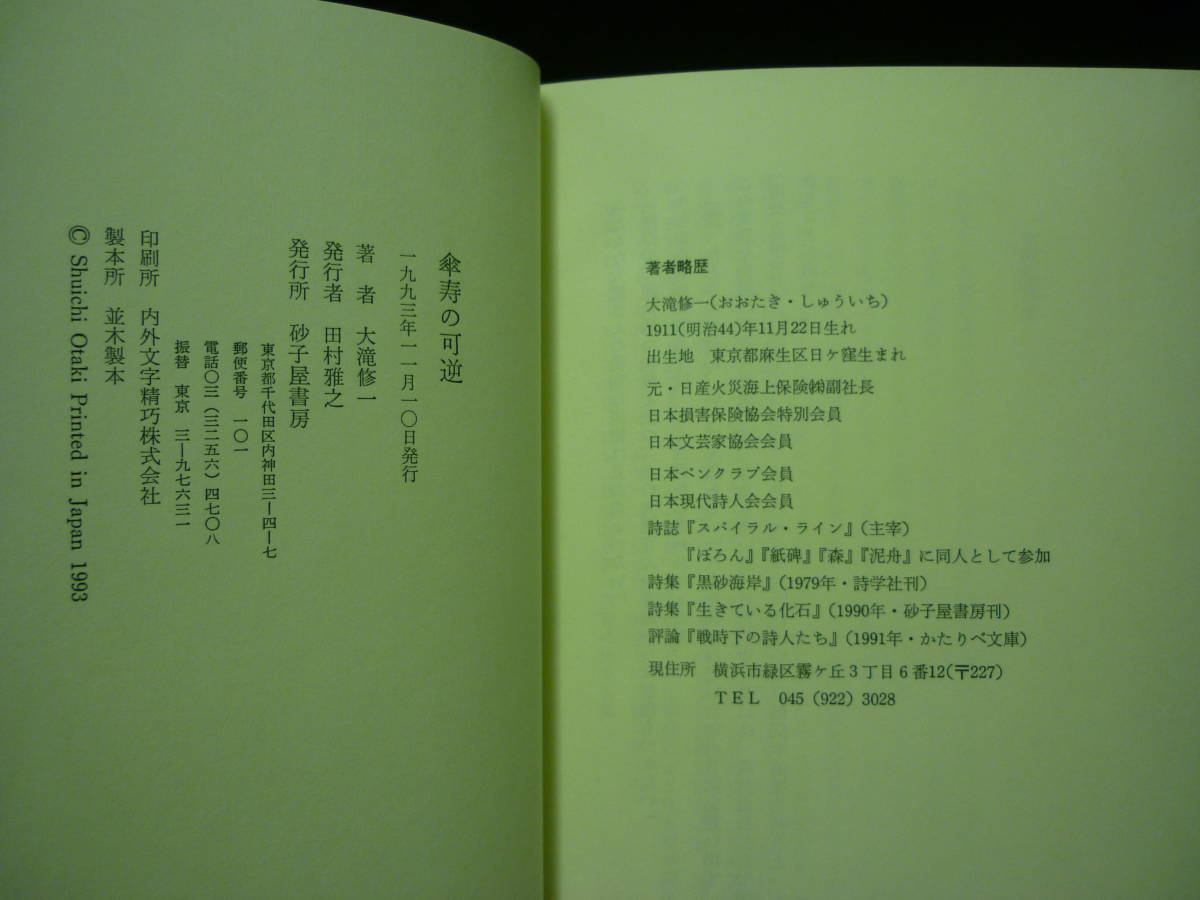 著者略歴
大滝修一(おおたき・しゅういち)
1911(明治44)年11月22日生れ
出生地　東京都麻生区日ケ窪生まれ
元・日産火災海上保険㈱副社長
日本損害保険協会特別会員
日本文芸家協会会員
日本ペンクラブ会員
日本現代詩人会会員
詩誌『スパイラル・ライン』(主宰)
『ぽろん』『紙碑』『森』『泥舟』に同人として参加
詩集『黒砂海岸』(1979年・詩学社刊)
詩集『生きている化石』(1990年・砂子屋書房刊)
評論『戦時下の詩人たち』(1991年・かたりべ文庫)
現住所　横浜市緑区霧ケ丘3丁目6番12(〒227)
TEL　045 (922) 3028
傘寿の可逆
一九九三年一一月一〇日発行
著　者　大滝修一
発行者　田村雅之
発行所　砂子屋書房
東京都千代田区内神田三―四―七
郵便番号　一〇一
電話〇三(三二五六)四七〇八
振替　東京　三―九七六三一
印刷所　内外文字精巧株式会社
製本所　並木製本
© Shuichi Otaki Printed in Japan 1993